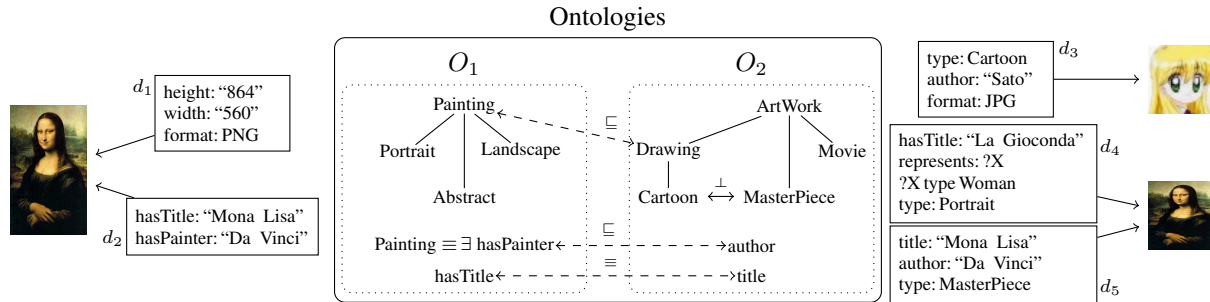 Ontologies
d1
height: “864”
width: “560”
format: PNG
d2
hasTitle: “Mona Lisa”
hasPainter: “Da Vinci”
O1
Painting
Portrait
Landscape
Abstract
Painting ≡ ∃ hasPainter
hasTitle
⊑
⊥
⊑
≡
O2
ArtWork
Drawing
Movie
Cartoon
MasterPiece
author
title
d3
type: Cartoon
author: “Sato”
format: JPG
d4
hasTitle: “La Gioconda”
represents: ?X
?X type Woman
type: Portrait
title: “Mona Lisa”
author: “Da Vinci”
type: MasterPiece
d5